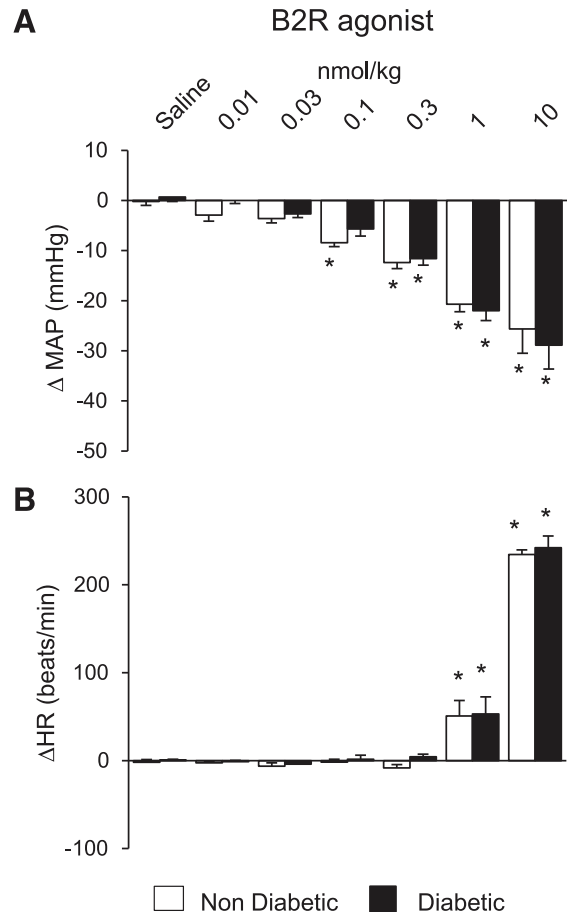 A
B2R agonist
nmol/kg
Saline 0.01 0.03 0.1 0.3 1 10
10
0
-10
-20
-30
-40
-50
Δ MAP (mmHg)
* * * * * * *
B
300
200
100
0
-100
ΔHR (beats/min)
* * * *
Non Diabetic Diabetic